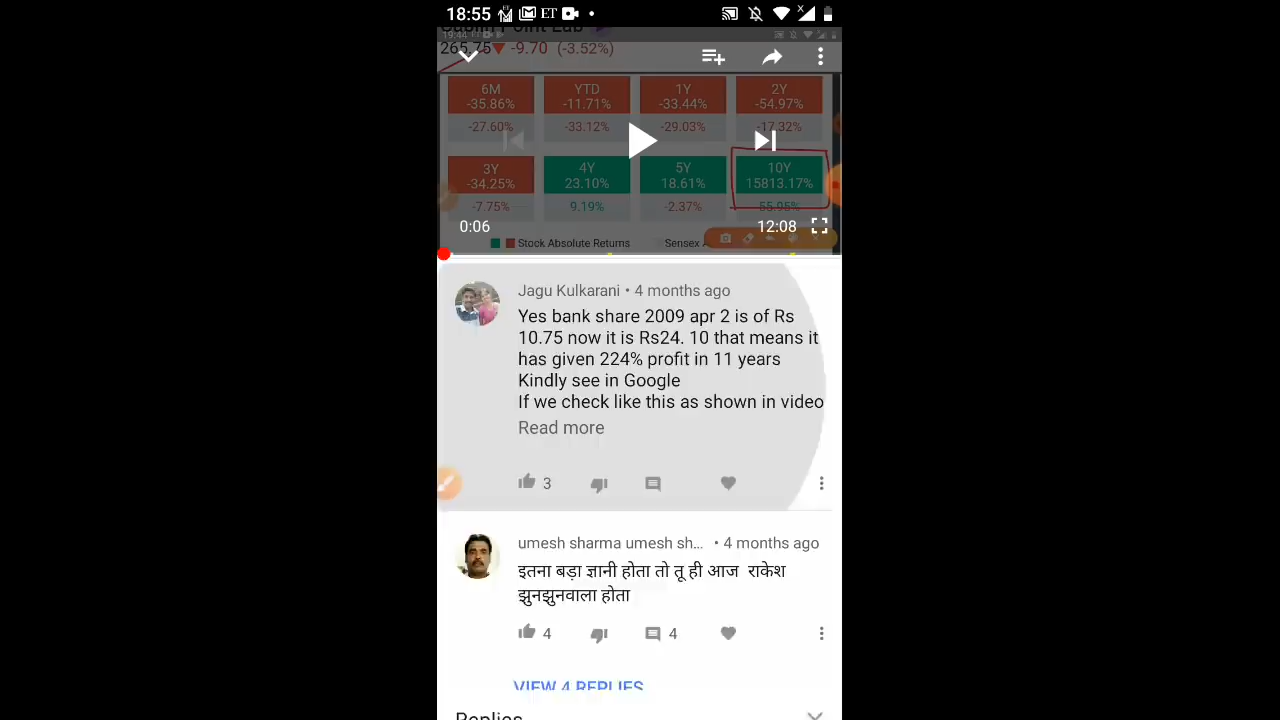 18:55 ET
19:44
265.75▼ -9.70 (-3.52%)
6M YTD 1Y 2Y
-35.86% -11.71% -33.44% -54.97%
-27.60% -33.12% -29.03% -17.32%
3Y 4Y 5Y 10Y
-34.25% 23.10% 18.61% 15813.17%
-7.75% 9.19% -2.37% 55.95%
0:06 12:08
Stock Absolute Returns Sensex
Jagu Kulkarani • 4 months ago
Yes bank share 2009 apr 2 is of Rs
10.75 now it is Rs24. 10 that means it
has given 224% profit in 11 years
Kindly see in Google
If we check like this as shown in video
Read more
3
umesh sharma umesh sh... • 4 months ago
इतना बड़ा ज्ञानी होता तो तू ही आज राकेश
झुनझुनवाला होता
4 4
VIEW 4 REPLIES
Replies